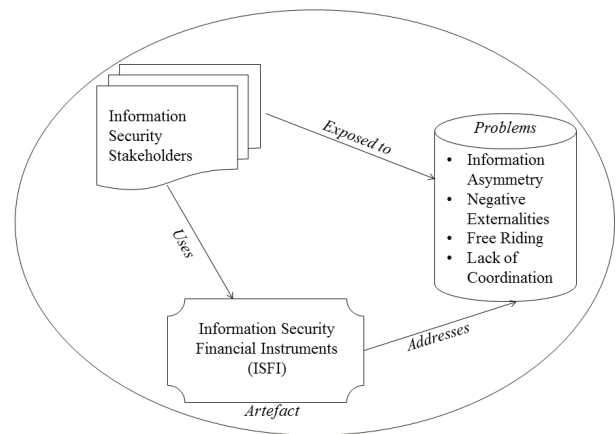 Information
Security
Stakeholders
Exposed to
Problems
• Information
Asymmetry
• Negative
Externalities
• Free Riding
• Lack of
Coordination
Uses
Information Security
Financial Instruments
(ISFI)
Addresses
Artefact